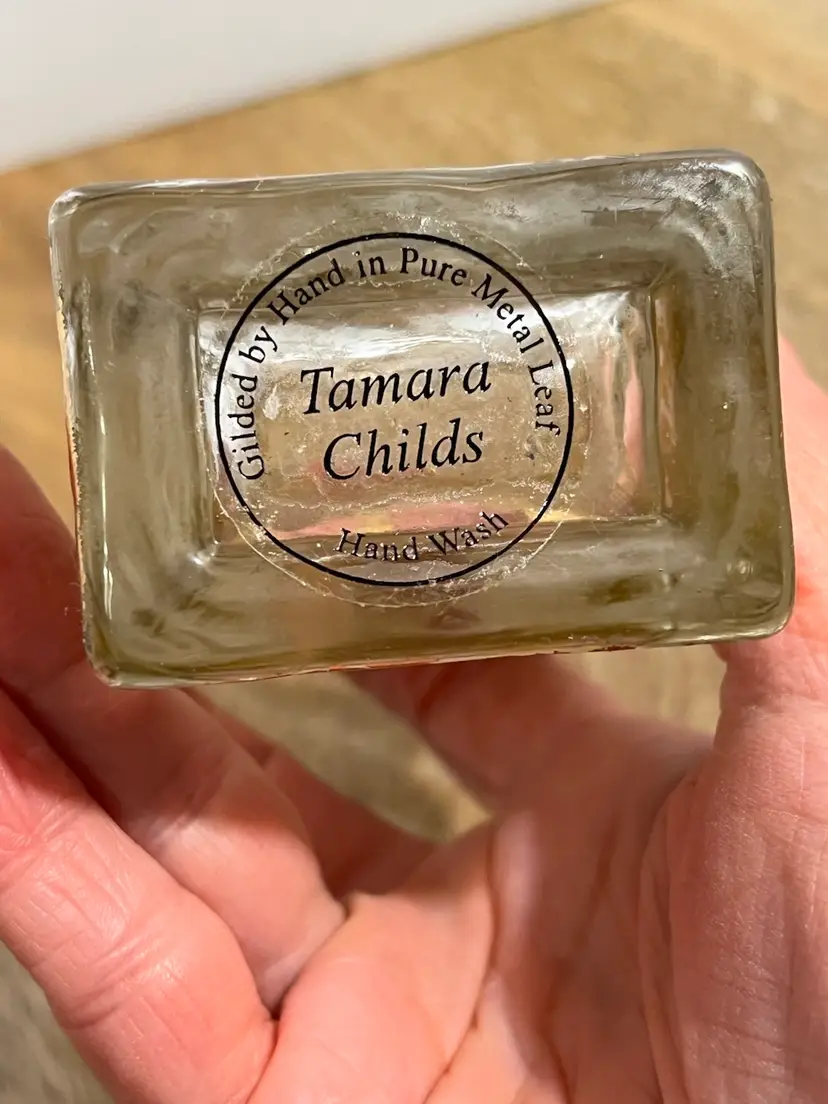 Gilded by Hand in Pure Metal Leaf
Tamara
Childs
Hand Wash